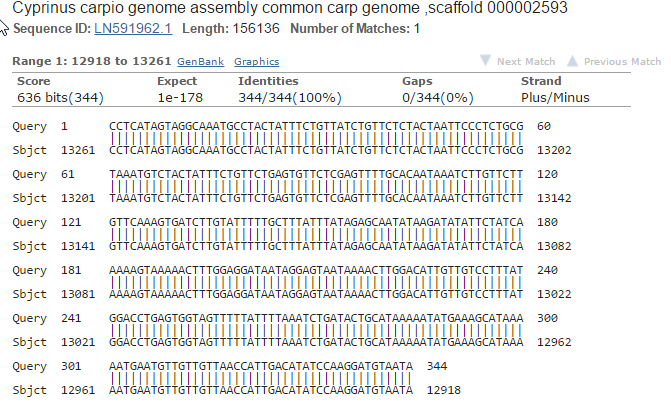 Cyprinus carpio genome assembly common carp genome ,scaffold 000002593
Sequence ID: LN591962.1 Length: 156136 Number of Matches: 1
Range 1: 12918 to 13261 GenBank Graphics Next Match Previous Match
Score Expect Identities Gaps Strand
636 bits(344) 1e-178 344/344(100%) 0/344(0%) Plus/Minus
Query 1 CCTCATAGTAGGCAAATGCCTACTATTTCTGTTATCTGTTCTCTACTAATTCCCTCTGCG 60
Sbjct 13261 CCTCATAGTAGGCAAATGCCTACTATTTCTGTTATCTGTTCTCTACTAATTCCCTCTGCG 13202
Query 61 TAAATGTCTACTATTTCTGTTCTGAGTGTTCTCGAGTTTTGCACAATAAATCTTGTTCTT 120
Sbjct 13201 TAAATGTCTACTATTTCTGTTCTGAGTGTTCTCGAGTTTTGCACAATAAATCTTGTTCTT 13142
Query 121 GTTCAAAGTGATCTTGTATTTTTGCTTTATTTATAGAGCAATATAAGATATATTCTATCA 180
Sbjct 13141 GTTCAAAGTGATCTTGTATTTTTGCTTTATTTATAGAGCAATATAAGATATATTCTATCA 13082
Query 181 AAAAGTAAAAACTTTGGAGGATAATAGGAGTAATAAAACTTGGACATTGTTGTCCTTTAT 240
Sbjct 13081 AAAAGTAAAAACTTTGGAGGATAATAGGAGTAATAAAACTTGGACATTGTTGTCCTTTAT 13022
Query 241 GGACCTGAGTGGTAGTTTTTATTTTAAATCTGATACTGCATAAAAATATGAAAGCATAAA 300
Sbjct 13021 GGACCTGAGTGGTAGTTTTTATTTTAAATCTGATACTGCATAAAAATATGAAAGCATAAA 12962
Query 301 AATGAATGTTGTTGTTAACCATTGACATATCCAAGGATGTAATA 344
Sbjct 12961 AATGAATGTTGTTGTTAACCATTGACATATCCAAGGATGTAATA 12918